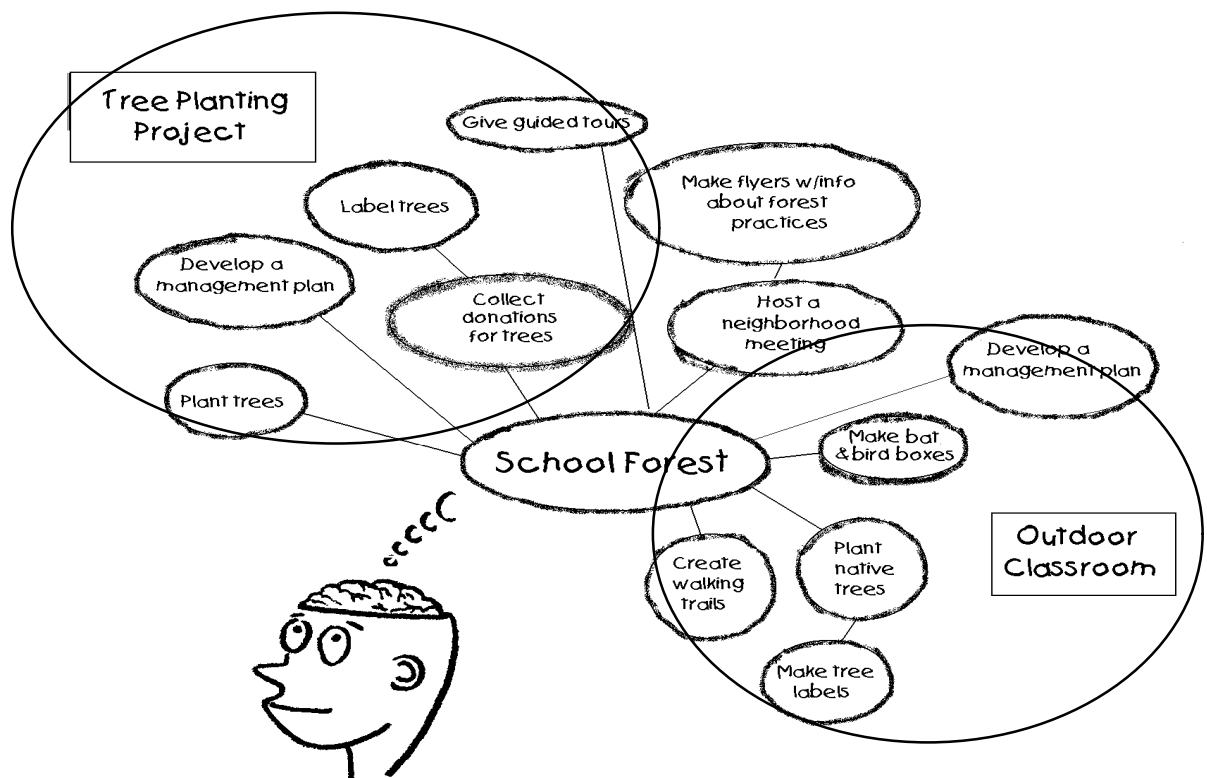 Tree Planting
Project
Give guided tours
Make flyers w/info
about forest
practices
Label trees
Develop a
management plan
Collect
donations
for trees
Host a
neighborhood
meeting
Develop a
management plan
Plant trees
School Forest
Make bat
& bird boxes
Outdoor
Classroom
Create
walking
trails
Plant
native
trees
Make tree
labels